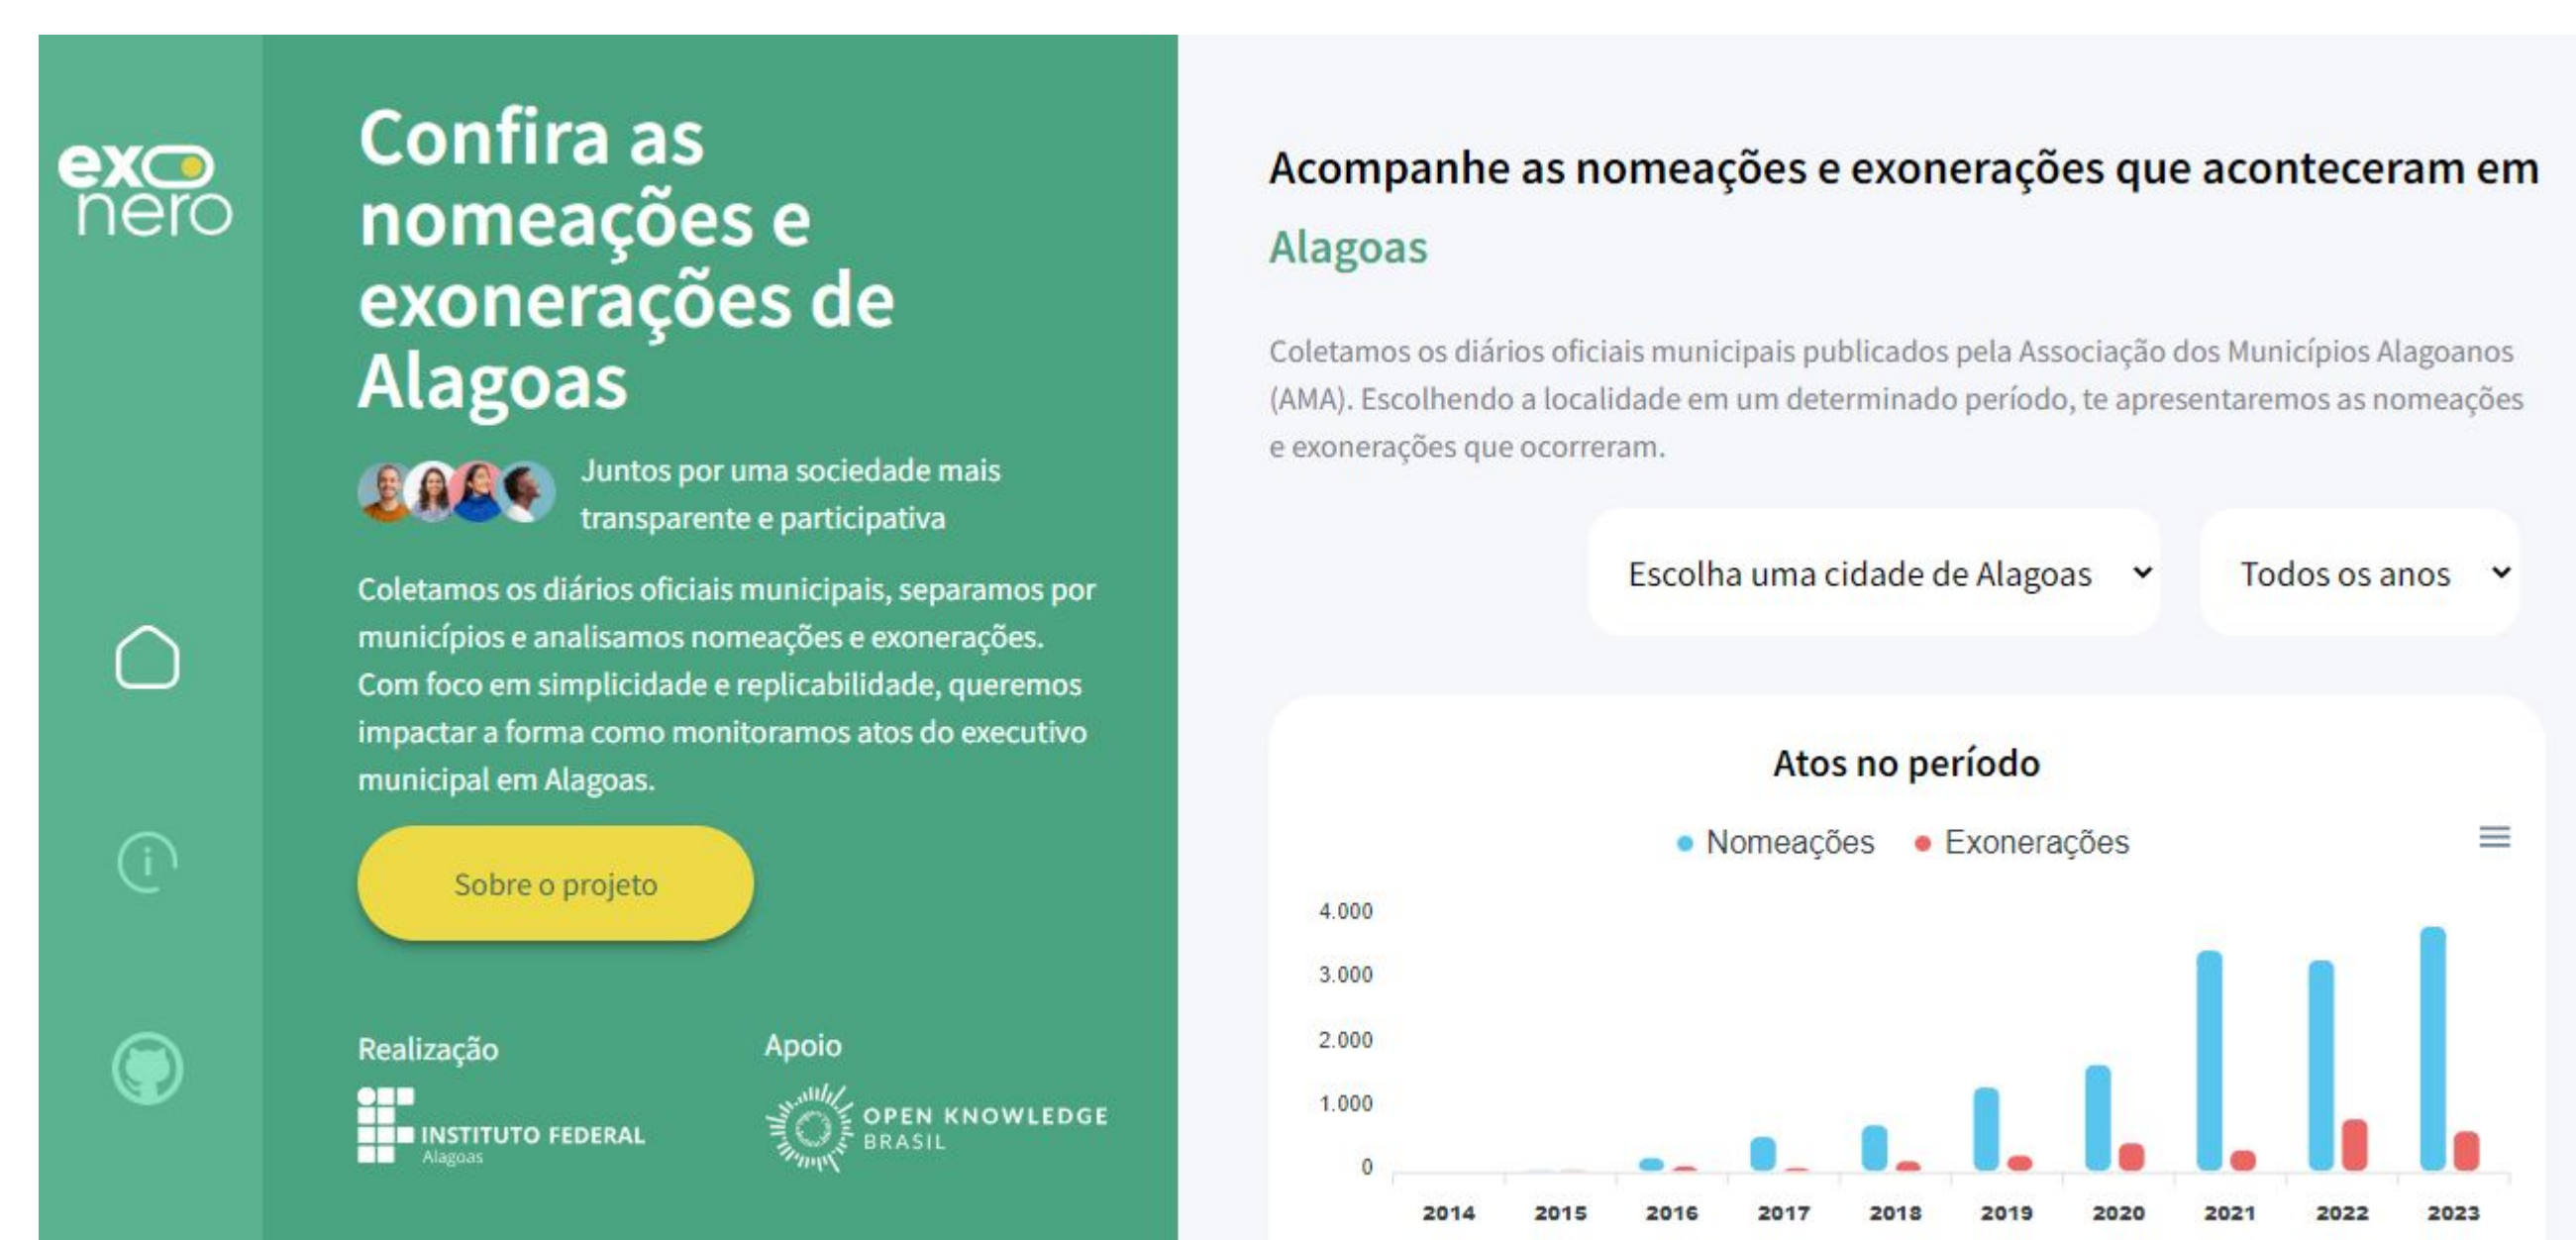 exo
nero
Confira as
nomeações e
exonerações de
Alagoas
Juntos por uma sociedade mais
transparente e participativa
Coletamos os diários oficiais municipais, separamos por
municípios e analisamos nomeações e exonerações.
Com foco em simplicidade e replicabilidade, queremos
impactar a forma como monitoramos atos do executivo
municipal em Alagoas.
Sobre o projeto
Realização
INSTITUTO FEDERAL
Alagoas
Apoio
OPEN KNOWLEDGE
BRASIL
Acompanhe as nomeações e exonerações que aconteceram em
Alagoas
Coletamos os diários oficiais municipais publicados pela Associação dos Municípios Alagoanos
(AMA). Escolhendo a localidade em um determinado período, te apresentaremos as nomeações
e exonerações que ocorreram.
Escolha uma cidade de Alagoas
Todos os anos
Atos no período
Nomeações Exonerações
4.000
3.000
2.000
1.000
0
2014 2015 2016 2017 2018 2019 2020 2021 2022 2023